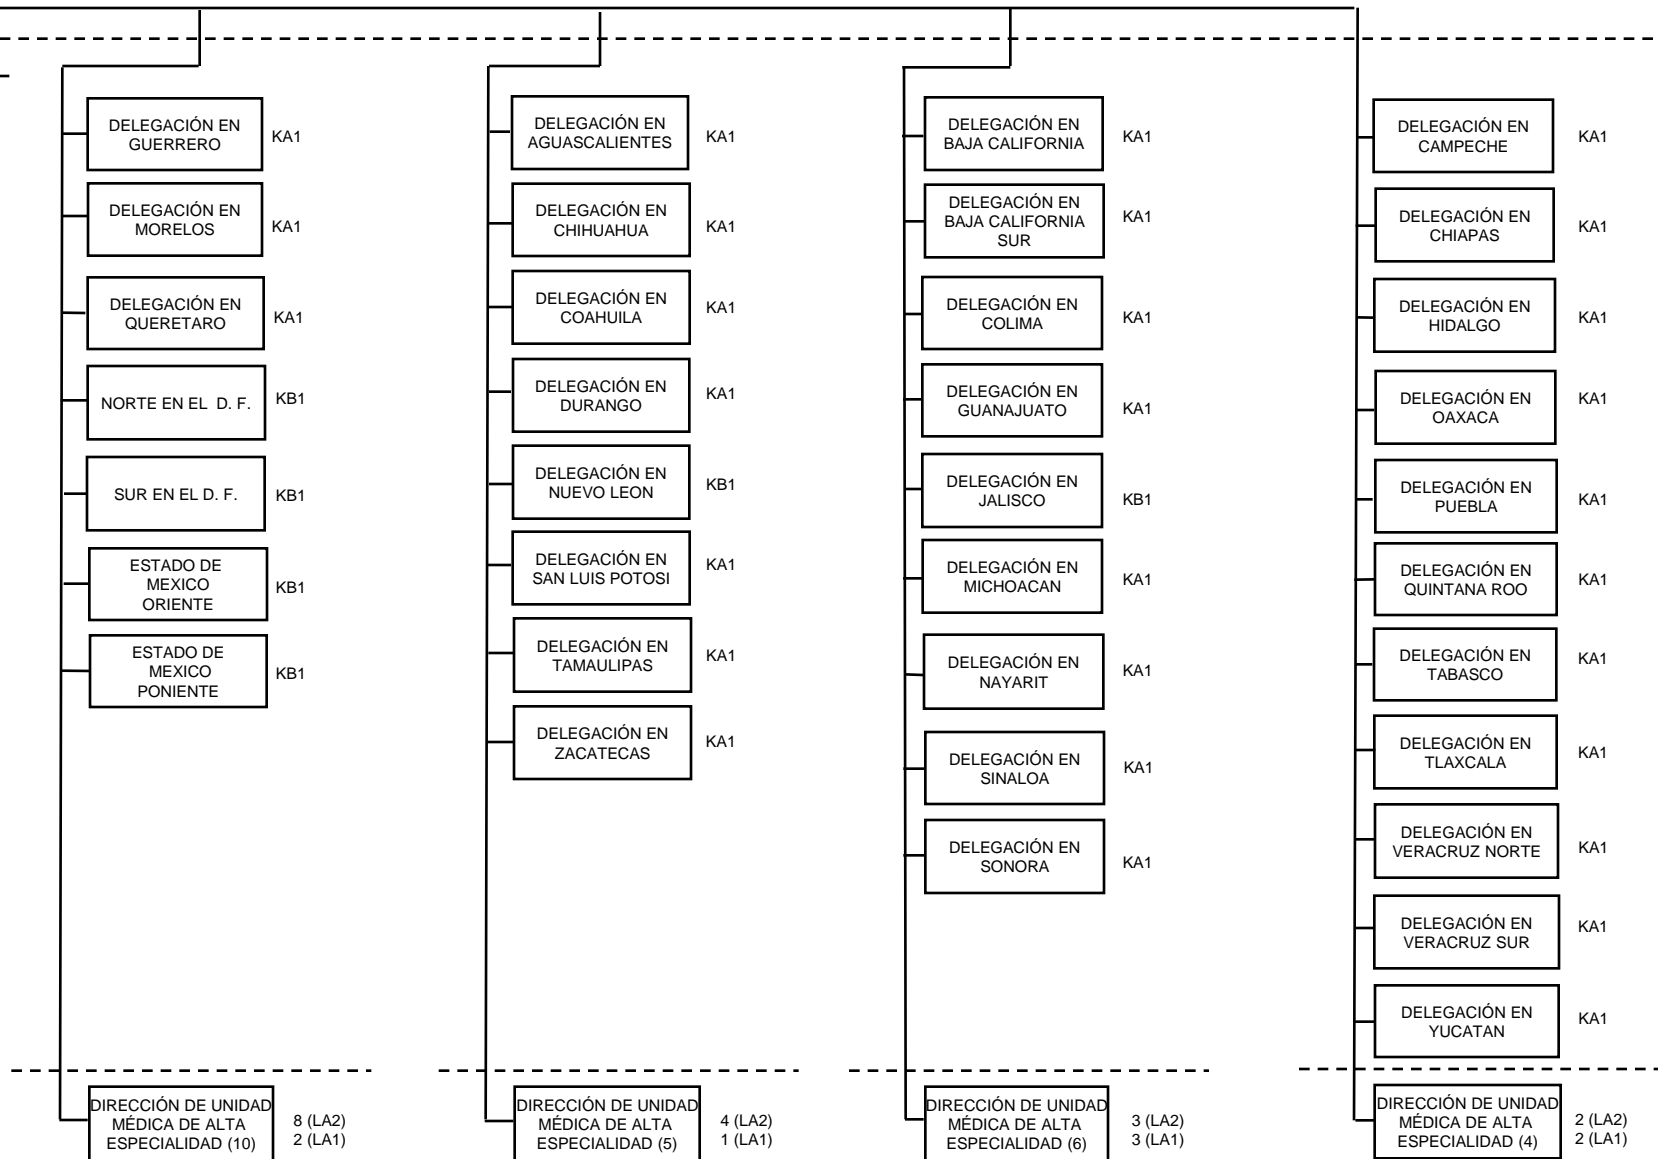 DELEGACIÓN EN
GUERRERO
KA1
DELEGACIÓN EN
MORELOS
KA1
DELEGACIÓN EN
QUERETARO
KA1
NORTE EN EL D. F.
KB1
SUR EN EL D. F.
KB1
ESTADO DE
MEXICO
ORIENTE
KB1
ESTADO DE
MEXICO
PONIENTE
KB1
DIRECCIÓN DE UNIDAD
MÉDICA DE ALTA
ESPECIALIDAD (10)
8 (LA2)
2 (LA1)
DELEGACIÓN EN
AGUASCALIENTES
KA1
DELEGACIÓN EN
CHIHUAHUA
KA1
DELEGACIÓN EN
COAHUILA
KA1
DELEGACIÓN EN
DURANGO
KA1
DELEGACIÓN EN
NUEVO LEON
KB1
DELEGACIÓN EN
SAN LUIS POTOSI
KA1
DELEGACIÓN EN
TAMAULIPAS
KA1
DELEGACIÓN EN
ZACATECAS
KA1
DIRECCIÓN DE UNIDAD
MÉDICA DE ALTA
ESPECIALIDAD (5)
4 (LA2)
1 (LA1)
DELEGACIÓN EN
BAJA CALIFORNIA
KA1
DELEGACIÓN EN
BAJA CALIFORNIA
SUR
KA1
DELEGACIÓN EN
COLIMA
KA1
DELEGACIÓN EN
GUANAJUATO
KA1
DELEGACIÓN EN
JALISCO
KB1
DELEGACIÓN EN
MICHOACAN
KA1
DELEGACIÓN EN
NAYARIT
KA1
DELEGACIÓN EN
SINALOA
KA1
DELEGACIÓN EN
SONORA
KA1
DIRECCIÓN DE UNIDAD
MÉDICA DE ALTA
ESPECIALIDAD (6)
3 (LA2)
3 (LA1)
DELEGACIÓN EN
CAMPECHE
KA1
DELEGACIÓN EN
CHIAPAS
KA1
DELEGACIÓN EN
HIDALGO
KA1
DELEGACIÓN EN
OAXACA
KA1
DELEGACIÓN EN
PUEBLA
KA1
DELEGACIÓN EN
QUINTANA ROO
KA1
DELEGACIÓN EN
TABASCO
KA1
DELEGACIÓN EN
TLAXCALA
KA1
DELEGACIÓN EN
VERACRUZ NORTE
KA1
DELEGACIÓN EN
VERACRUZ SUR
KA1
DELEGACIÓN EN
YUCATAN
KA1
DIRECCIÓN DE UNIDAD
MÉDICA DE ALTA
ESPECIALIDAD (4)
2 (LA2)
2 (LA1)